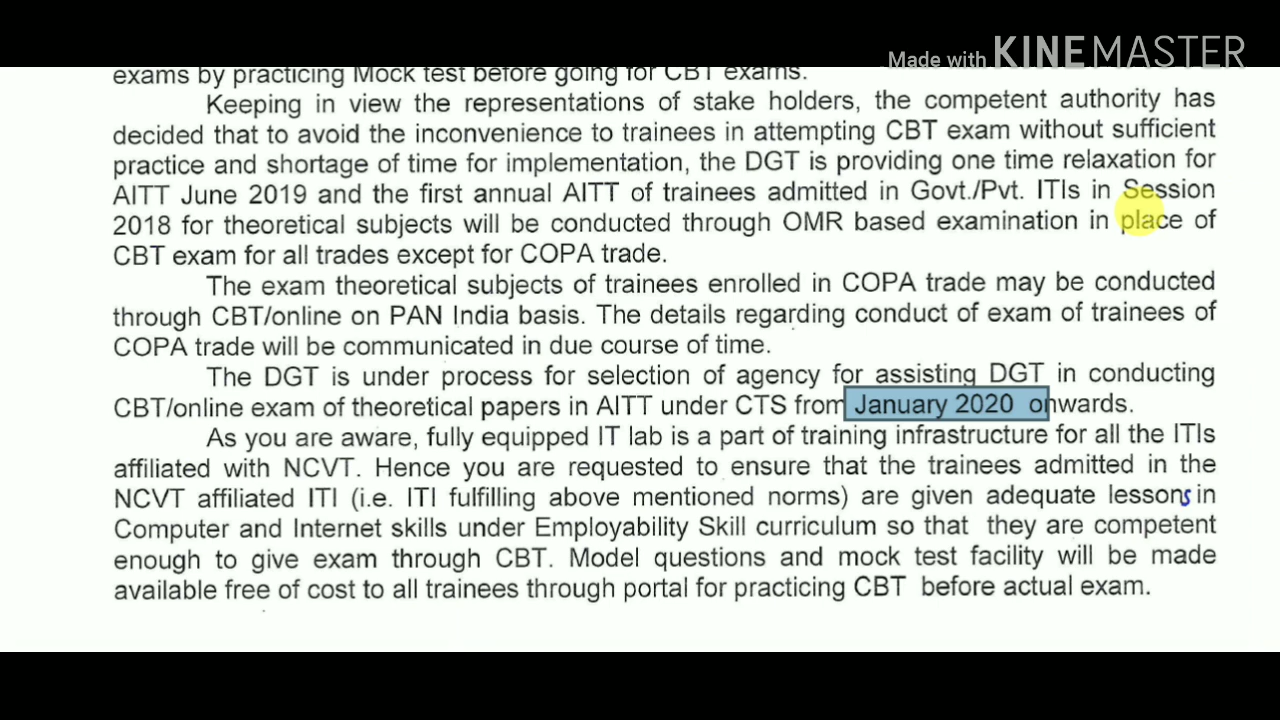 Made with KINEMASTER
exams by practicing Mock test before going for CBT exams.
Keeping in view the representations of stake holders, the competent authority has
decided that to avoid the inconvenience to trainees in attempting CBT exam without sufficient
practice and shortage of time for implementation, the DGT is providing one time relaxation for
AITT June 2019 and the first annual AITT of trainees admitted in Govt./Pvt. ITIs in Session
2018 for theoretical subjects will be conducted through OMR based examination in place of
CBT exam for all trades except for COPA trade.
The exam theoretical subjects of trainees enrolled in COPA trade may be conducted
through CBT/online on PAN India basis. The details regarding conduct of exam of trainees of
COPA trade will be communicated in due course of time.
The DGT is under process for selection of agency for assisting DGT in conducting
CBT/online exam of theoretical papers in AITT under CTS from January 2020 onwards.
As you are aware, fully equipped IT lab is a part of training infrastructure for all the ITIs
affiliated with NCVT. Hence you are requested to ensure that the trainees admitted in the
NCVT affiliated ITI (i.e. ITI fulfilling above mentioned norms) are given adequate lessons in
Computer and Internet skills under Employability Skill curriculum so that they are competent
enough to give exam through CBT. Model questions and mock test facility will be made
available free of cost to all trainees through portal for practicing CBT before actual exam.